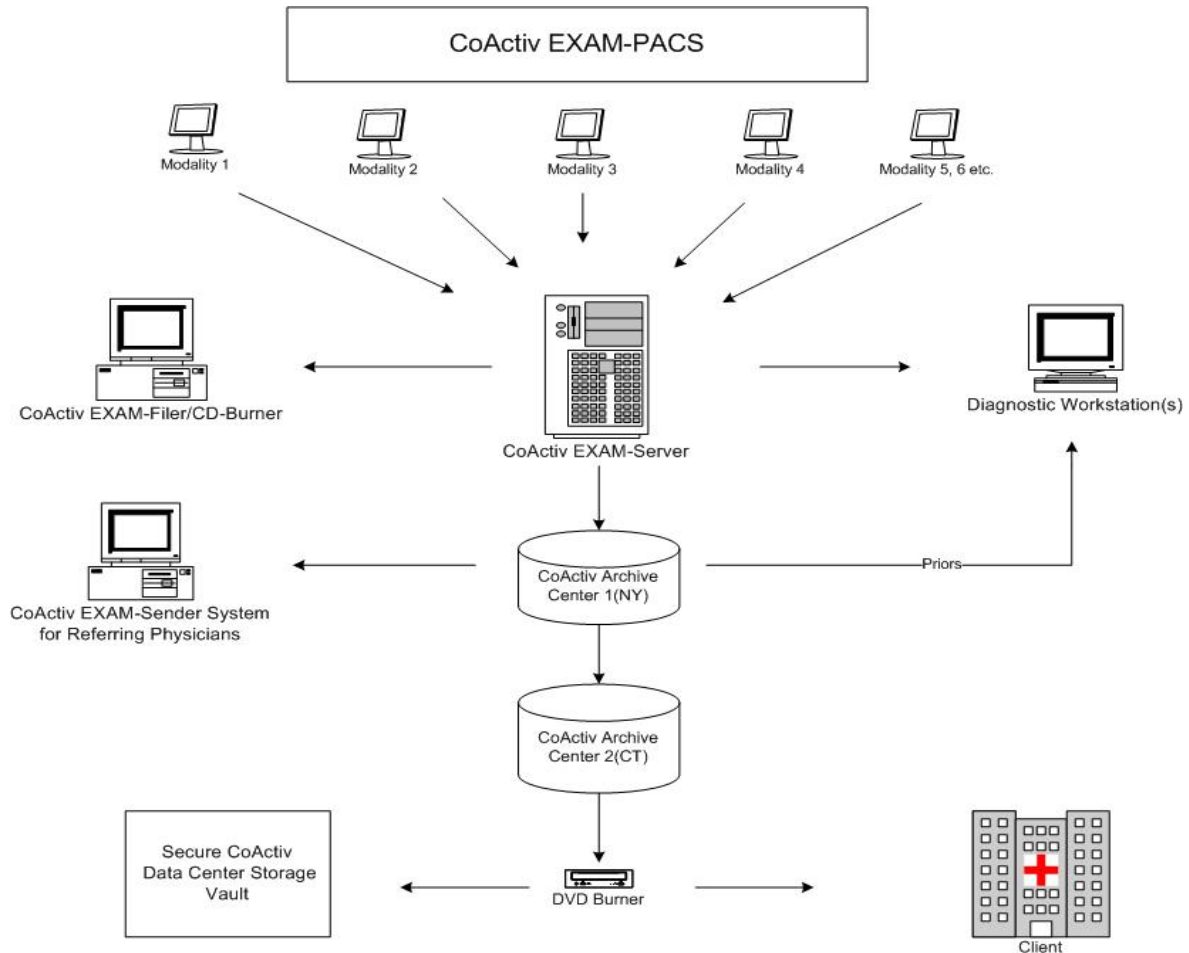 CoActiv EXAM-PACS
Modality 1
Modality 2
Modality 3
Modality 4
Modality 5, 6 etc.
CoActiv EXAM-Filer/CD-Burner
CoActiv EXAM-Server
Diagnostic Workstation(s)
CoActiv EXAM-Sender System
for Referring Physicians
CoActiv Archive
Center 1(NY)
Priors
CoActiv Archive
Center 2(CT)
Secure CoActiv
Data Center Storage
Vault
DVD Burner
Client